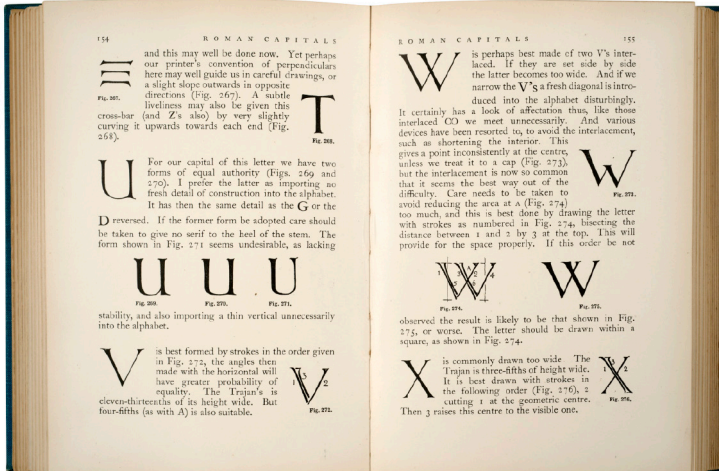 154 ROMAN CAPITALS
and this may well be done now. Yet perhaps
our printer's convention of perpendiculars
here may well guide us in careful drawings, or
a slight slope outwards in opposite
directions (Fig. 267). A subtle
liveliness may also be given this
cross-bar (and Z's also) by very slightly
curving it upwards towards each end (Fig.
268).
Fig. 267.
T
Fig. 268.
U
For our capital of this letter we have two
forms of equal authority (Figs. 269 and
270). I prefer the latter as importing no
fresh detail of construction into the alphabet.
It has then the same detail as the G or the
D reversed. If the former form be adopted care should
be taken to give no serif to the heel of the stem. The
form shown in Fig. 271 seems undesirable, as lacking
U U U
Fig. 269. Fig. 270. Fig. 271.
stability, and also importing a thin vertical unnecessarily
into the alphabet.
V
is best formed by strokes in the order given
in Fig. 272, the angles then
made with the horizontal will
have greater probability of
equality. The Trajan's is
eleven-thirteenths of its height wide. But
four-fifths (as with A) is also suitable.
V
1 3 2
Fig. 272.
ROMAN CAPITALS 155
W
is perhaps best made of two V's inter-
laced. If they are set side by side
the latter becomes too wide. And if we
narrow the V's a fresh diagonal is intro-
duced into the alphabet disturbingly.
It certainly has a look of affectation thus, like those
interlaced CO we meet unnecessarily. And various
devices have been resorted to, to avoid the interlacement,
such as shortening the interior. This
gives a point inconsistently at the centre,
unless we treat it to a cap (Fig. 273),
but the interlacement is now so common
that it seems the best way out of the
difficulty. Care needs to be taken to
avoid reducing the area at A (Fig. 274)
too much, and this is best done by drawing the letter
with strokes as numbered in Fig. 274, bisecting the
distance between 1 and 2 by 3 at the top. This will
provide for the space properly. If this order be not
W
Fig. 273.
W
1 3 A 2 4
Fig. 274.
W
Fig. 275.
observed the result is likely to be that shown in Fig.
275, or worse. The letter should be drawn within a
square, as shown in Fig. 274.
X
is commonly drawn too wide The
Trajan is three-fifths of height wide.
It is best drawn with strokes in
the following order (Fig. 276), 2
cutting 1 at the geometric centre.
Then 3 raises this centre to the visible one.
X
1 3 2
Fig. 276.